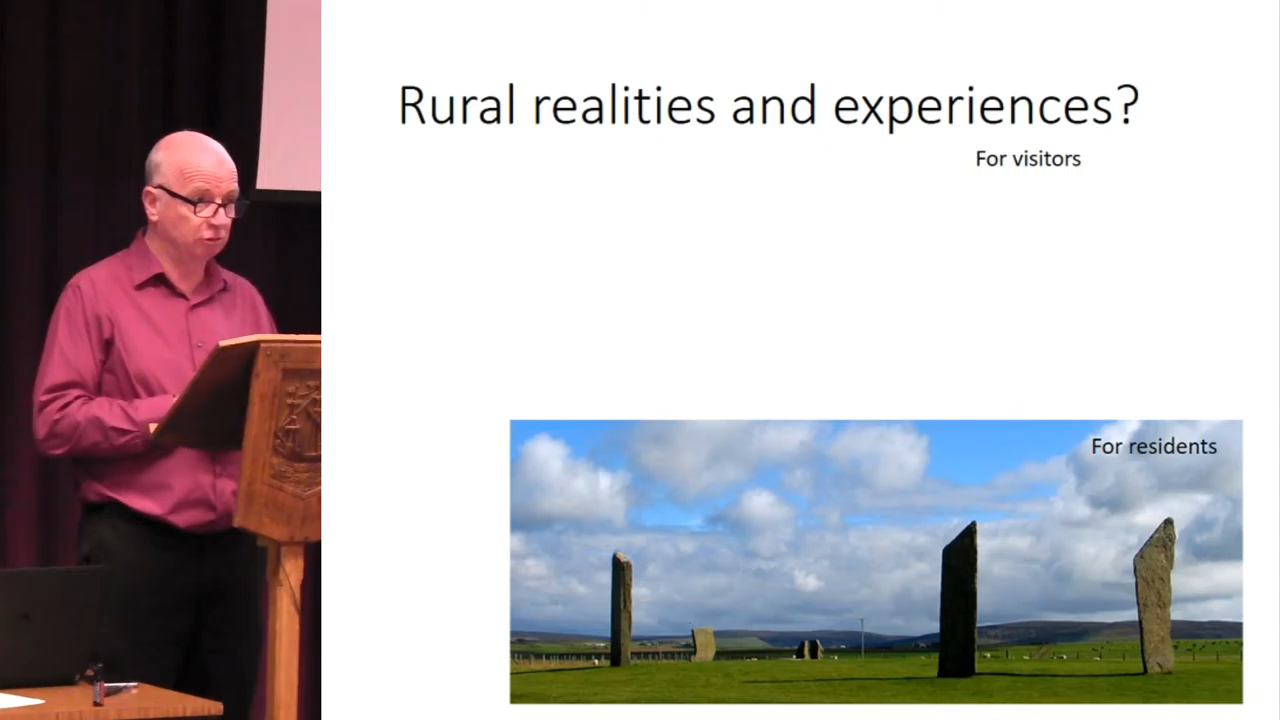 Rural realities and experiences?
For visitors
For residents